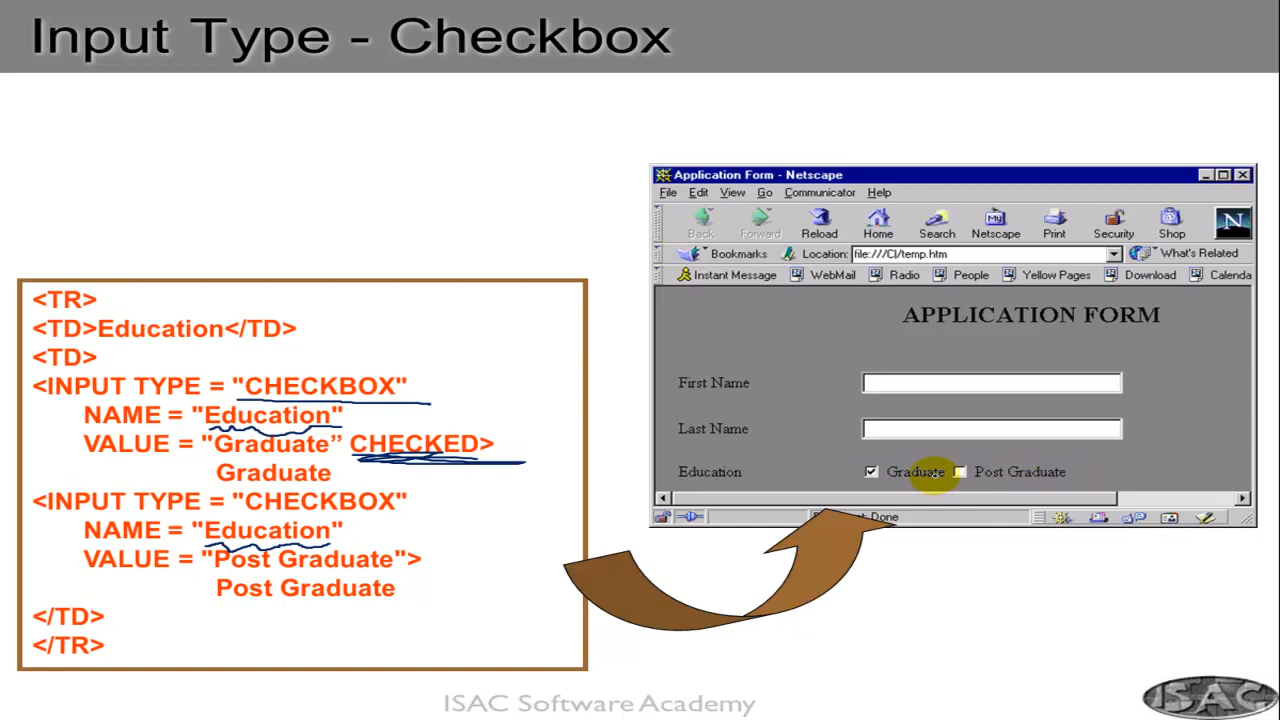 Input Type - Checkbox
<TR>
<TD>Education</TD>
<TD>
<INPUT TYPE = "CHECKBOX"
NAME = "Education"
VALUE = "Graduate” CHECKED>
Graduate
<INPUT TYPE = "CHECKBOX"
NAME = "Education"
VALUE = "Post Graduate">
Post Graduate
</TD>
</TR>
Application Form - Netscape
File Edit View Go Communicator Help
Back Forward Reload Home Search Netscape Print Security Shop
My
N
Bookmarks Location: file:///C|/temp.htm What's Related
Instant Message WebMail Radio People Yellow Pages Download Calenda
APPLICATION FORM
First Name
Last Name
Education Graduate Post Graduate
Done
ISAC Software Academy
ISAC